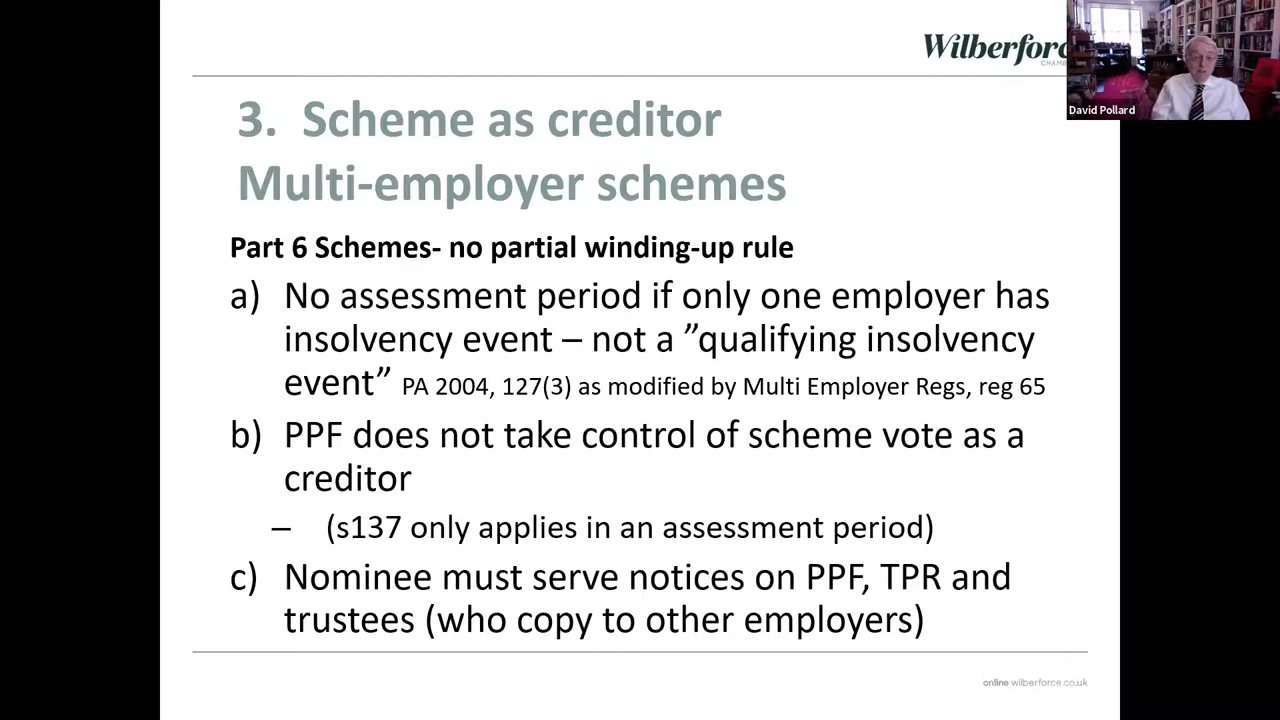 Wilberforc
CHAM
David Pollard
3. Scheme as creditor
Multi-employer schemes
Part 6 Schemes- no partial winding-up rule
a) No assessment period if only one employer has
insolvency event – not a ”qualifying insolvency
event” PA 2004, 127(3) as modified by Multi Employer Regs, reg 65
b) PPF does not take control of scheme vote as a
creditor
– (s137 only applies in an assessment period)
c) Nominee must serve notices on PPF, TPR and
trustees (who copy to other employers)
online wilberforce.co.uk